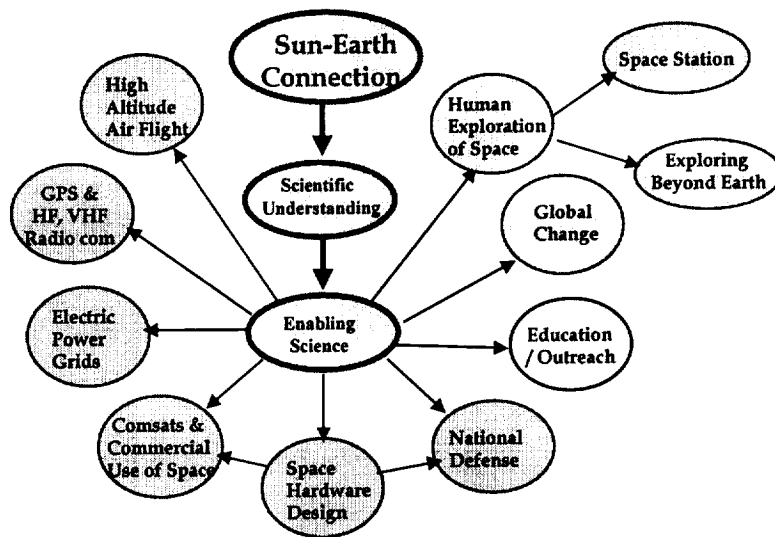 Sun-Earth
Connection
High
Altitude
Air Flight
Human
Exploration
of Space
Space Station
Exploring
Beyond Earth
GPS &
HF, VHF
Radio com
Scientific
Understanding
Global
Change
Electric
Power
Grids
Enabling
Science
Education
/ Outreach
Comsats &
Commercial
Use of Space
Space
Hardware
Design
National
Defense